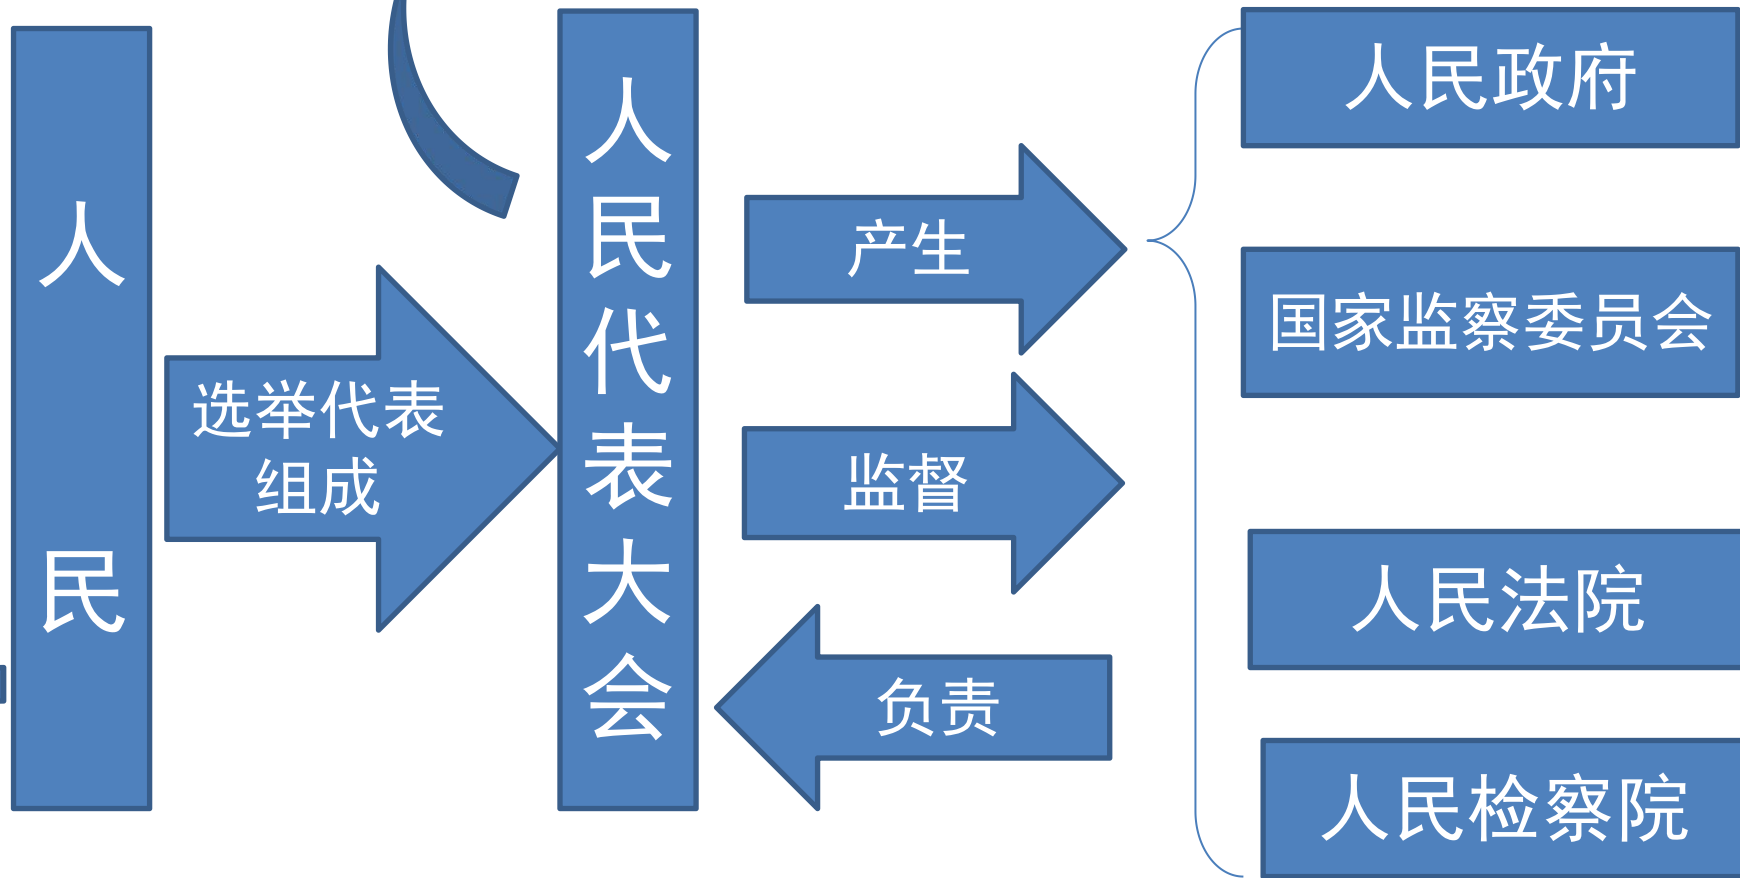 人民
选举代表
组成
人民代表大会
产生
监督
负责
人民政府
国家监察委员会
人民法院
人民检察院